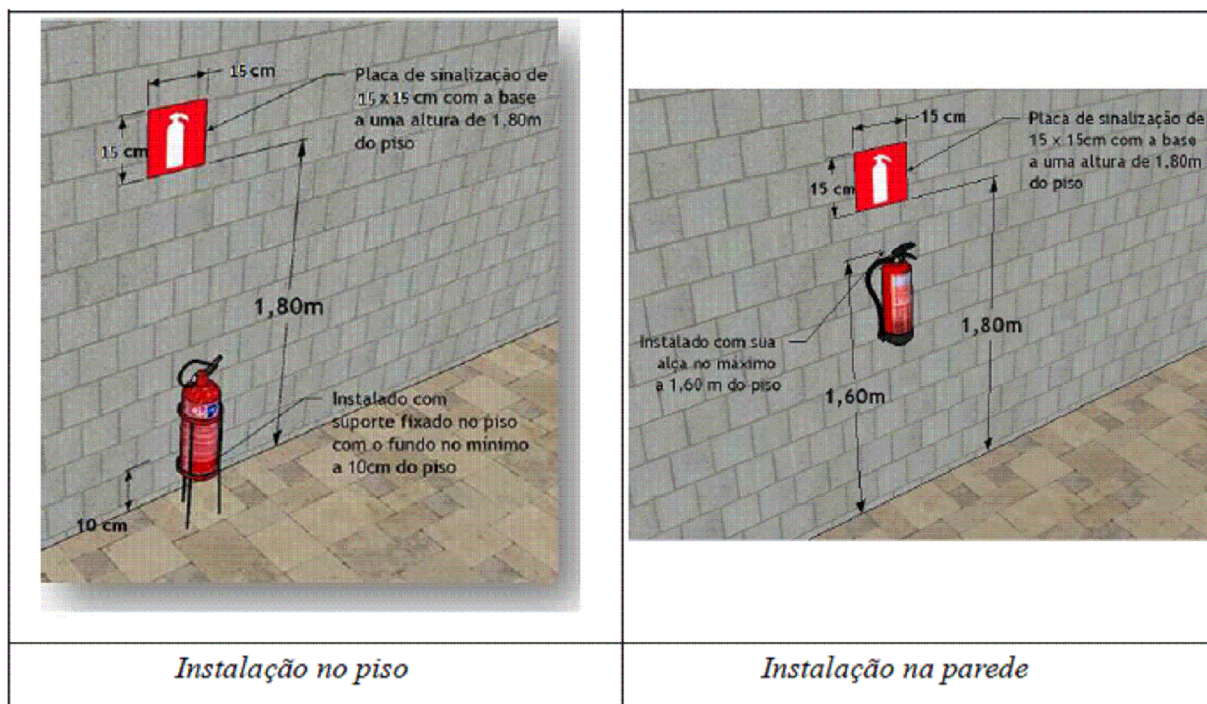 15 cm
Placa de sinalização de
15 x 15 cm com a base
a uma altura de 1,80m
do piso
15 cm
1,80m
Instalado com
suporte fixado no piso
com o fundo no mínimo
a 10cm do piso
10 cm
15 cm
Placa de sinalização de
15 x 15cm com a base
a uma altura de 1,80m
do piso
15 cm
1,80m
Instalado com sua
alça no máximo
a 1,60 m do piso
1,60m
Instalação no piso
Instalação na parede